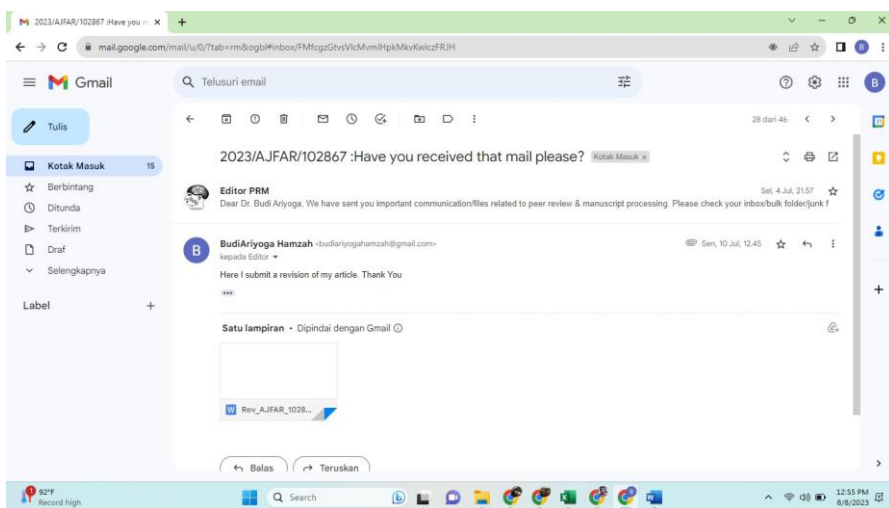 2023/AJFAR/102867 :Have you
mail.google.com/mail/u/0/?tab=rm&ogbl#inbox/FMfcgzGtvsVlcMvmlHpkMkvKwlczFRJH
Gmail
Telusuri email
B
Tulis
28 dari 46
Kotak Masuk 15
2023/AJFAR/102867 :Have you received that mail please? Kotak Masuk x
Berbintang
Editor PRM Sel, 4 Jul, 21.57
Dear Dr. Budi Ariyoga, We have sent you important communication/files related to peer review & manuscript processing. Please check your inbox/bulk folder/junk f
Ditunda
Terkirim
Draf
BudiAriyoga Hamzah <budiariyogahamzah@gmail.com> Sen, 10 Jul, 12.45
B
kepada Editor
Selengkapnya
Here I submit a revision of my article. Thank You
Label +
Satu lampiran • Dipindai dengan Gmail
W Rev_AJFAR_1028...
Balas Teruskan
92°F
Record high
Search
12:55 PM
8/8/2023